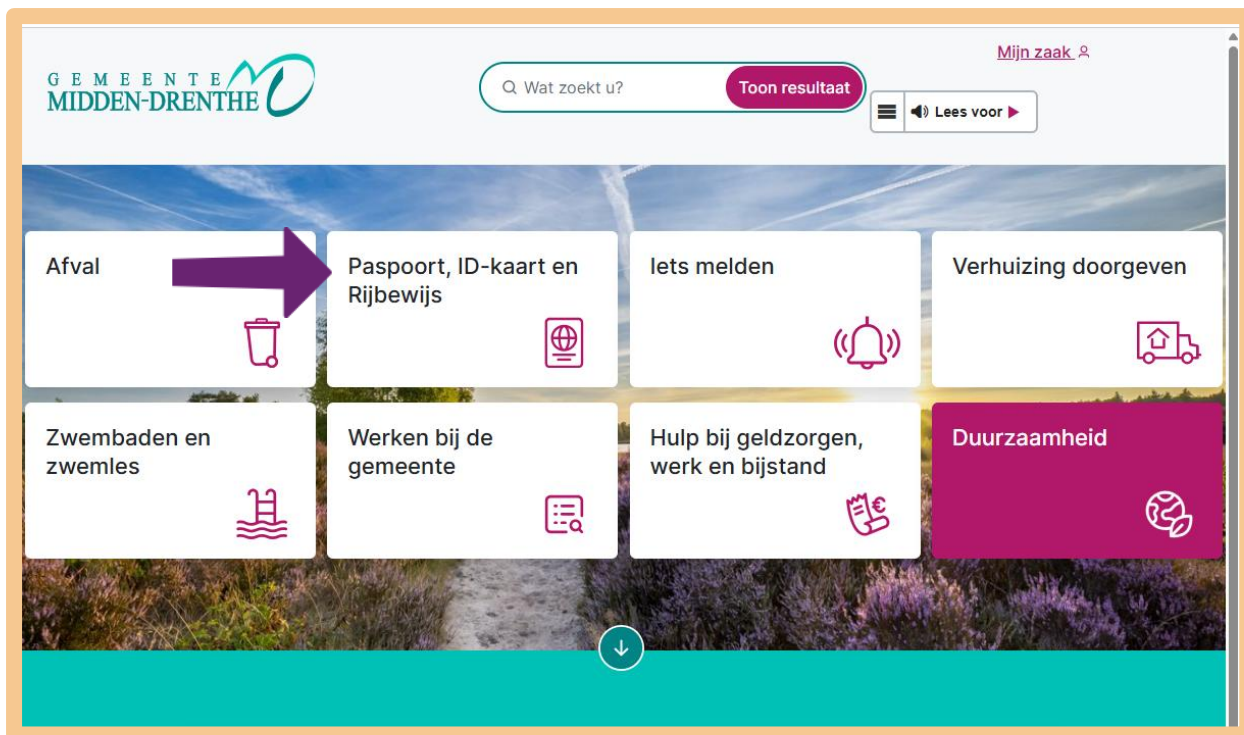 Mijn zaak
GEMEENTE
MIDDEN-DRENTHE
Wat zoekt u?
Toon resultaat
Lees voor
Afval
Paspoort, ID-kaart en
Rijbewijs
Iets melden
Verhuizing doorgeven
Zwembaden en
zwemles
Werken bij de
gemeente
Hulp bij geldzorgen,
werk en bijstand
Duurzaamheid